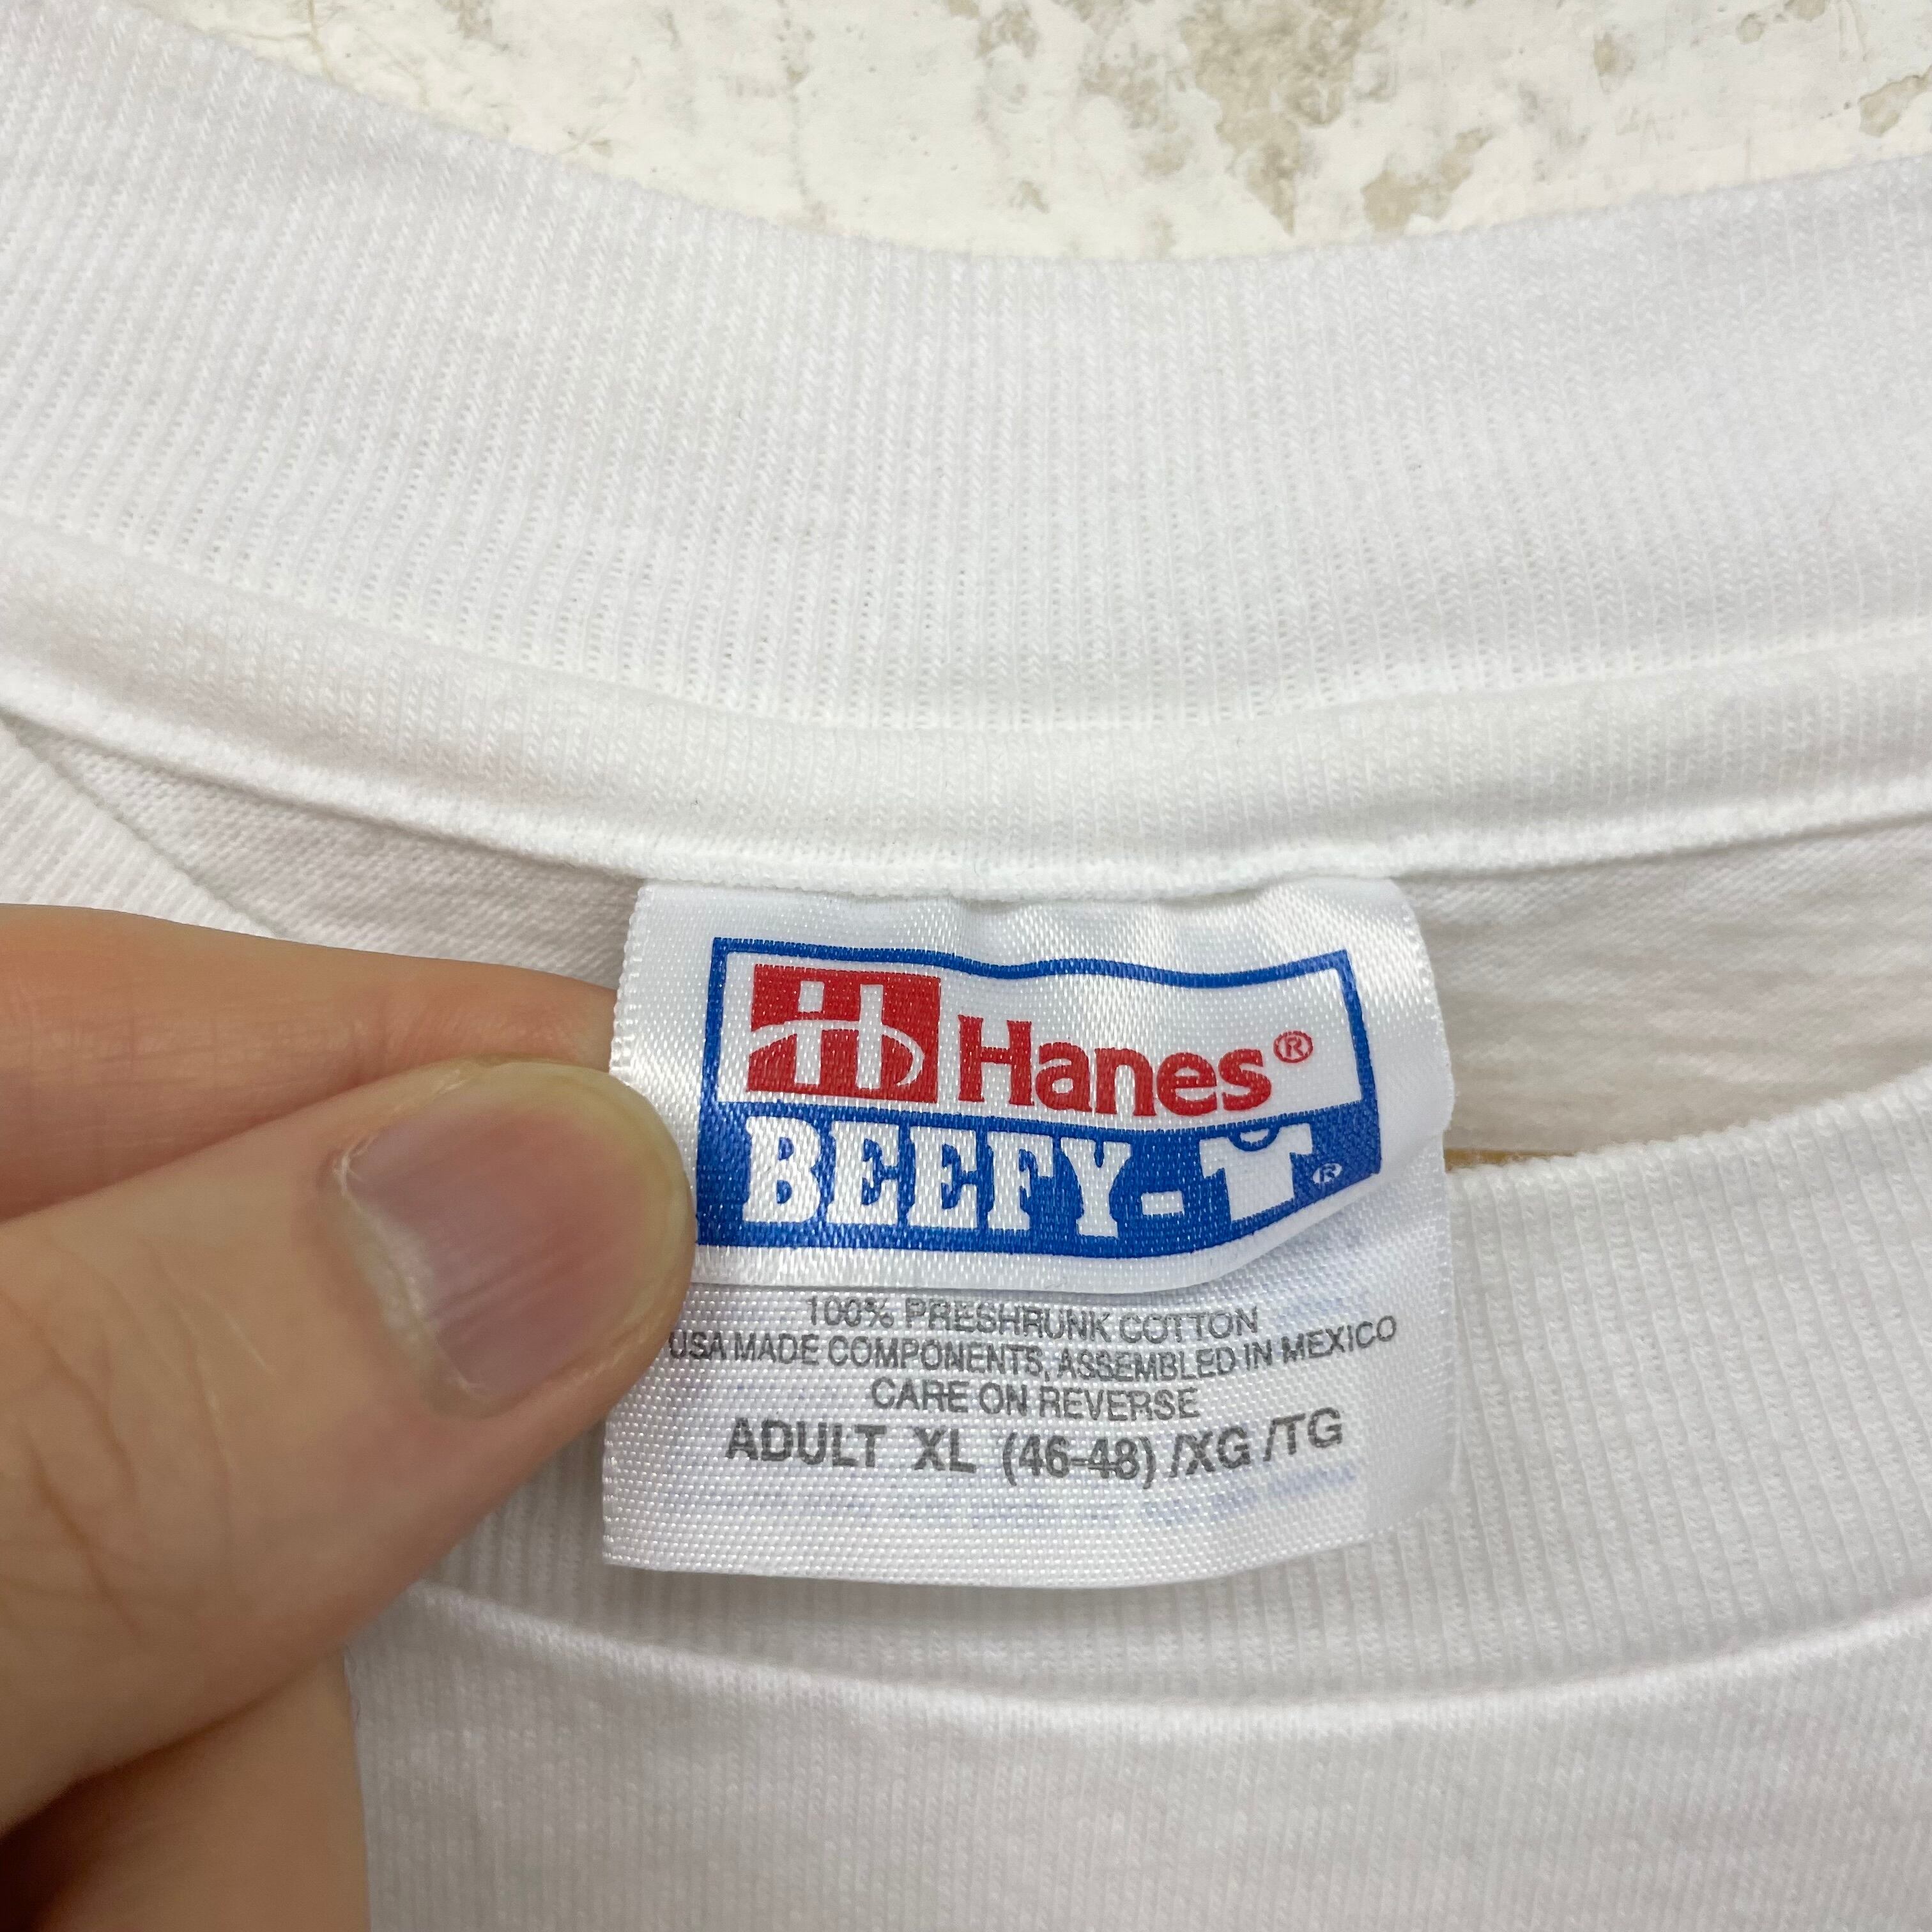 Hanes®
BEEFY-T®
100% PRESHRUNK COTTON
USA MADE COMPONENTS, ASSEMBLED IN MEXICO
CARE ON REVERSE
ADULT XL (46-48) /XG /TG